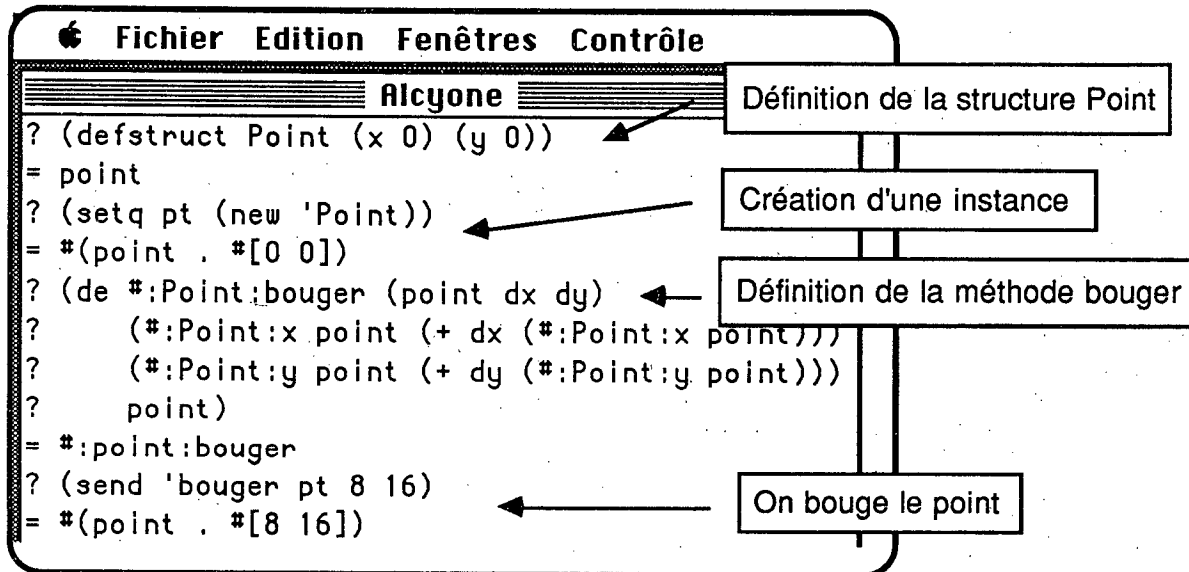 Fichier Edition Fenêtres Contrôle
Alcyone
Définition de la structure Point
? (defstruct Point (x 0) (y 0))
= point
? (setq pt (new 'Point))
Création d'une instance
= #(point . #[0 0])
? (de #:Point:bouger (point dx dy)
Définition de la méthode bouger
? (#:Point:x point (+ dx (#:Point:x point)))
? (#:Point:y point (+ dy (#:Point:y point)))
? point)
= #:point:bouger
? (send 'bouger pt 8 16)
On bouge le point
= #(point . #[8 16])